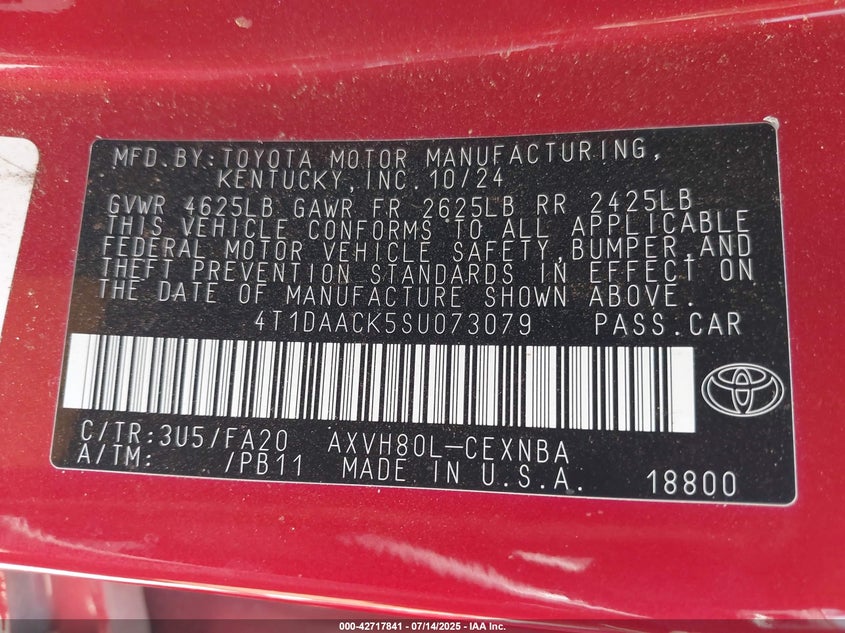 MFD.BY:TOYOTA MOTOR MANUFACTURING,
KENTUCKY,INC.10/24
GVWR 4625LB GAWR FR 2625LB RR 2425LB
THIS VEHICLE CONFORMS TO ALL APPLICABLE
FEDERAL MOTOR VEHICLE SAFETY,BUMPER,AND
THEFT PREVENTION STANDARDS IN EFFECT ON
THE DATE OF MANUFACTURE SHOWN ABOVE.
4T1DAACK5SU073079 PASS.CAR
C/TR:3U5/FA20 AXVH80L-CEXNBA
A/TM: /PB11 MADE IN U.S.A. 18800
000-42717841 | 07/14/2025 - IAA Inc.